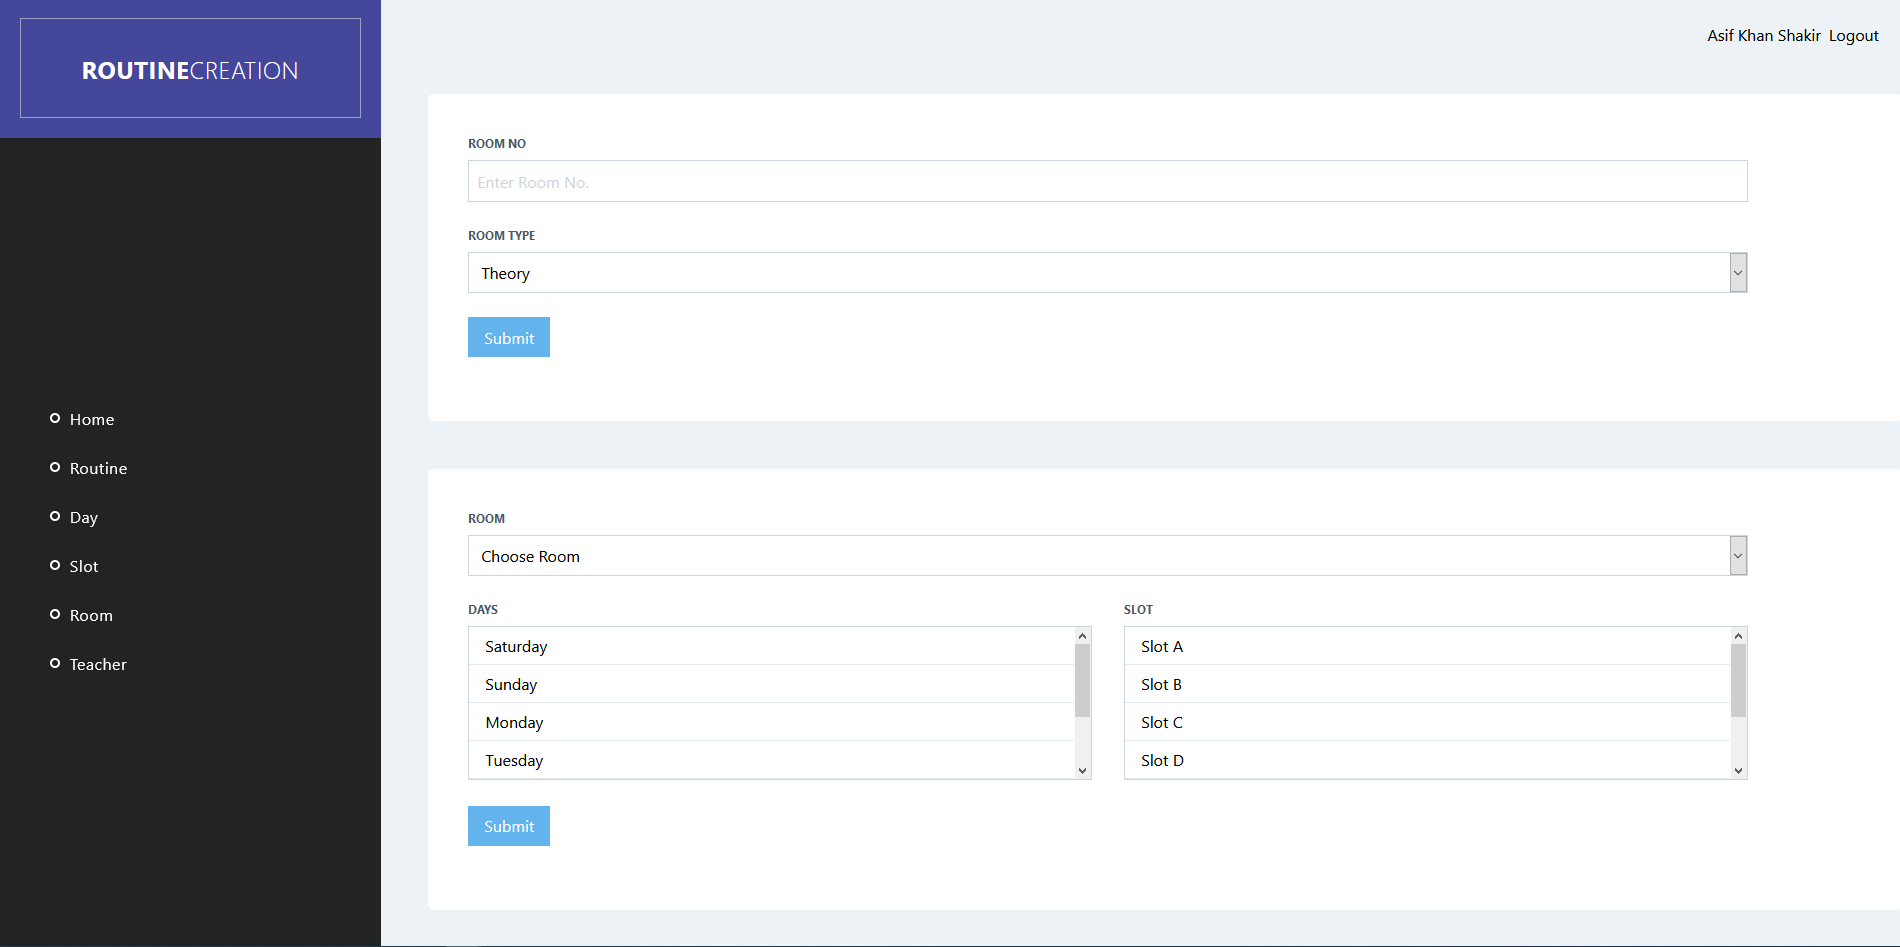 ROUTINECREATION
Home
Routine
Day
Slot
Room
Teacher
Asif Khan Shakir Logout
ROOM NO
Enter Room No.
ROOM TYPE
Theory
Submit
ROOM
Choose Room
DAYS
Saturday
Sunday
Monday
Tuesday
SLOT
Slot A
Slot B
Slot C
Slot D
Submit